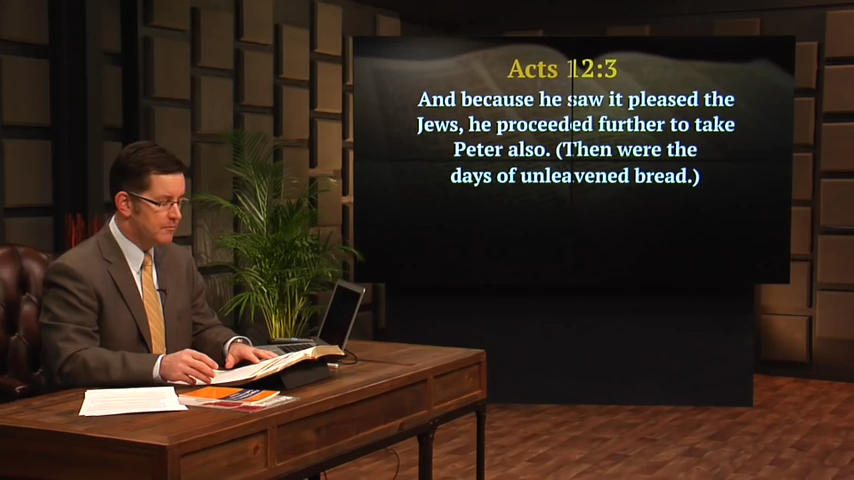 Acts 12:3
And because he saw it pleased the
Jews, he proceeded further to take
Peter also. (Then were the
days of unleavened bread.)